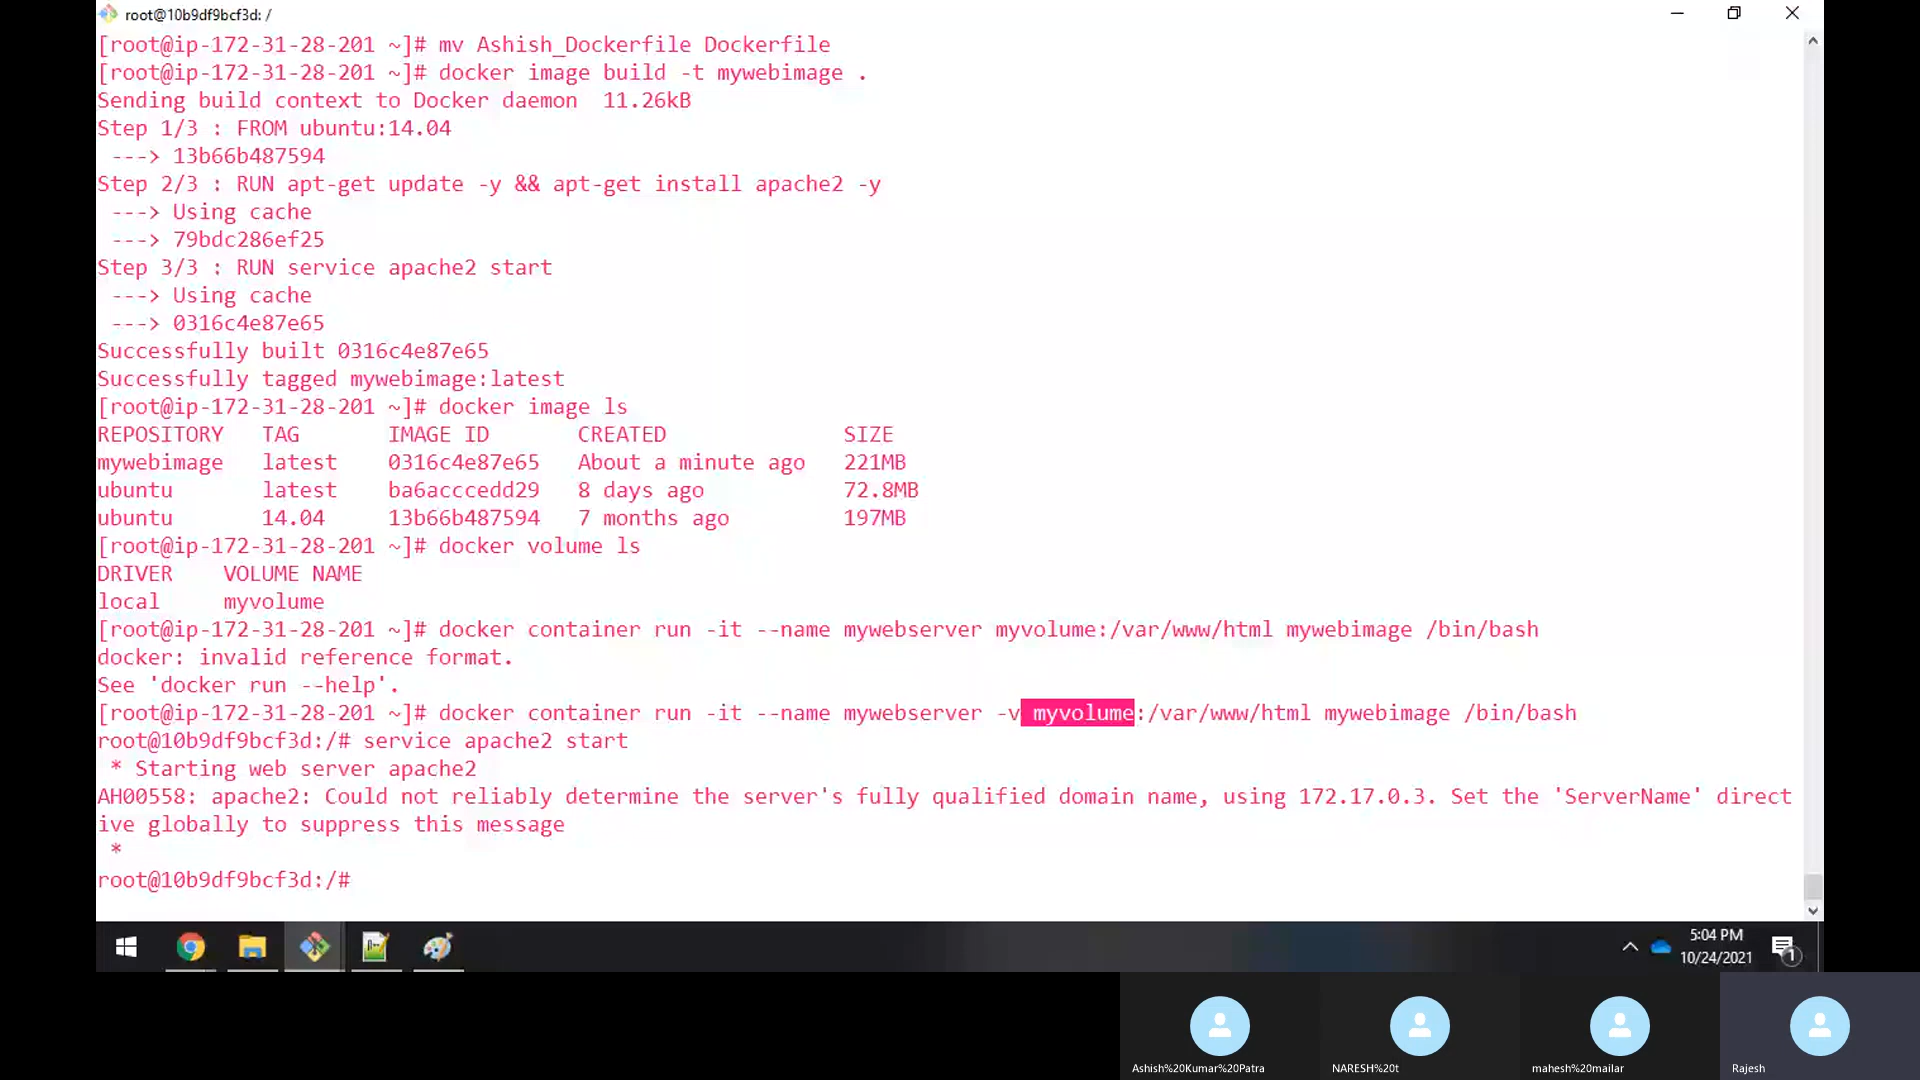 root@10b9df9bcf3d: /
[root@ip-172-31-28-201 ~]# mv Ashish_Dockerfile Dockerfile
[root@ip-172-31-28-201 ~]# docker image build -t mywebimage .
Sending build context to Docker daemon  11.26kB
Step 1/3 : FROM ubuntu:14.04
 ---> 13b66b487594
Step 2/3 : RUN apt-get update -y && apt-get install apache2 -y
 ---> Using cache
 ---> 79bdc286ef25
Step 3/3 : RUN service apache2 start
 ---> Using cache
 ---> 0316c4e87e65
Successfully built 0316c4e87e65
Successfully tagged mywebimage:latest
[root@ip-172-31-28-201 ~]# docker image ls
REPOSITORY   TAG       IMAGE ID       CREATED              SIZE
mywebimage   latest    0316c4e87e65   About a minute ago   221MB
ubuntu       latest    ba6acccedd29   8 days ago           72.8MB
ubuntu       14.04     13b66b487594   7 months ago         197MB
[root@ip-172-31-28-201 ~]# docker volume ls
DRIVER    VOLUME NAME
local     myvolume
[root@ip-172-31-28-201 ~]# docker container run -it --name mywebserver myvolume:/var/www/html mywebimage /bin/bash
docker: invalid reference format.
See 'docker run --help'.
[root@ip-172-31-28-201 ~]# docker container run -it --name mywebserver -v myvolume:/var/www/html mywebimage /bin/bash
root@10b9df9bcf3d:/# service apache2 start
 * Starting web server apache2
AH00558: apache2: Could not reliably determine the server's fully qualified domain name, using 172.17.0.3. Set the 'ServerName' direct
ive globally to suppress this message
 *
root@10b9df9bcf3d:/#
5:04 PM
10/24/2021
1
Ashish%20Kumar%20Patra
NARESH%20t
mahesh%20mailar
Rajesh